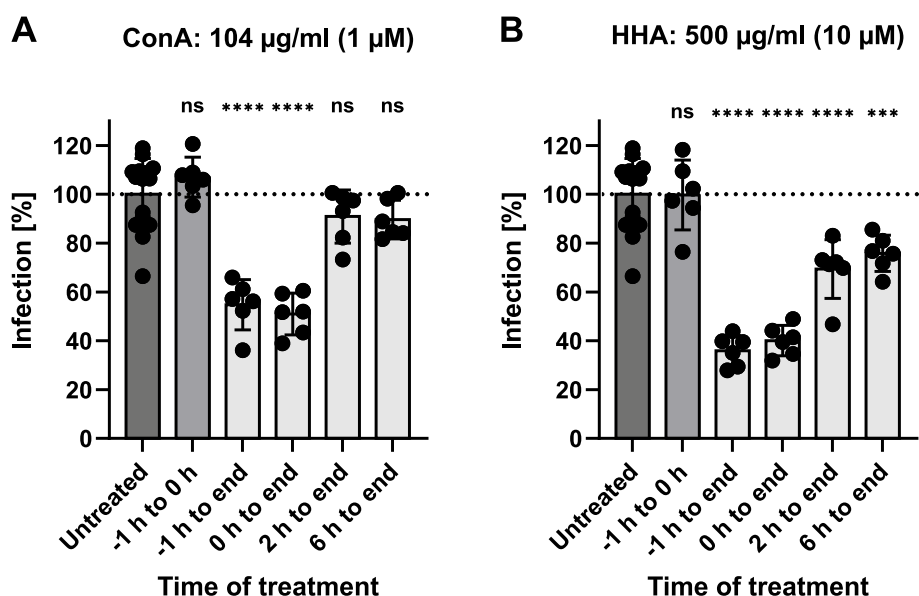 A
ConA: 104 µg/ml (1 µM)
ns
****
****
ns
ns
120
100
80
60
40
20
0
Infection [%]
Untreated
-1 h to 0 h
-1 h to end
0 h to end
2 h to end
6 h to end
Time of treatment
B
HHA: 500 µg/ml (10 µM)
ns
****
****
****
***
120
100
80
60
40
20
0
Infection [%]
Untreated
-1 h to 0 h
-1 h to end
0 h to end
2 h to end
6 h to end
Time of treatment